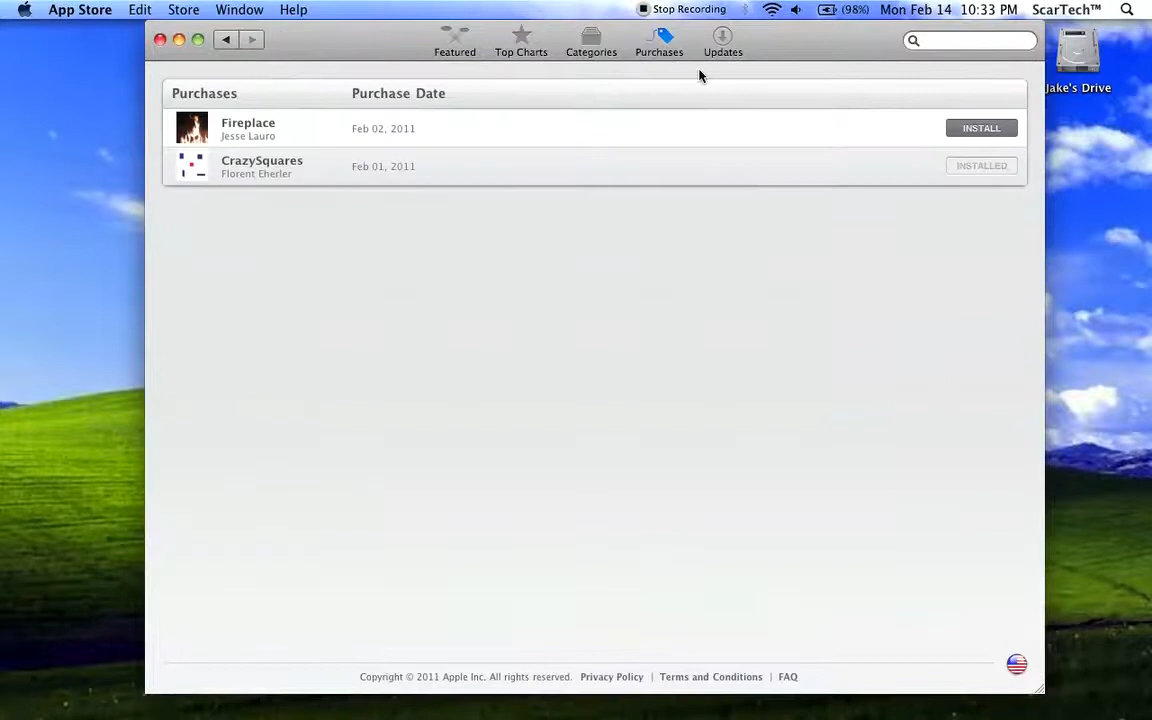 App Store Edit Store Window Help Stop Recording (98%) Mon Feb 14 10:33 PM ScarTech™
Featured Top Charts Categories Purchases Updates
Jake's Drive
Purchases Purchase Date
Fireplace
Jesse Lauro
Feb 02, 2011
INSTALL
CrazySquares
Florent Eherler
Feb 01, 2011
INSTALLED
Copyright © 2011 Apple Inc. All rights reserved. Privacy Policy | Terms and Conditions | FAQ